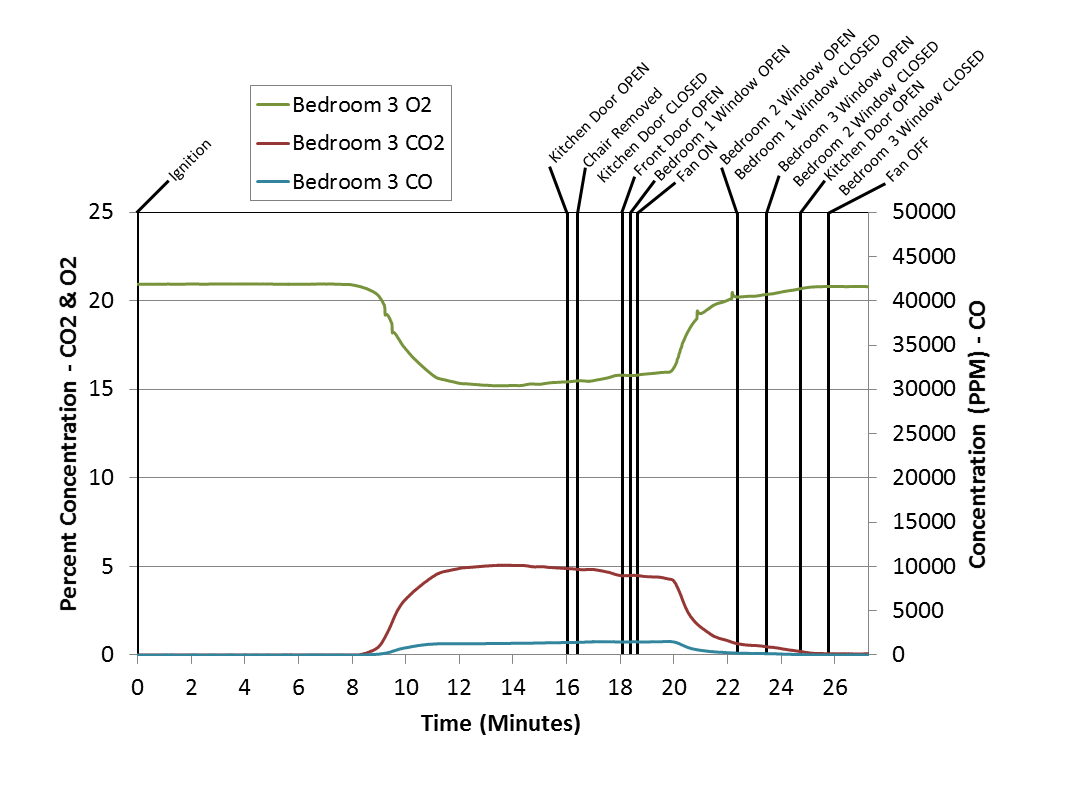 Ignition
Kitchen Door OPEN
Chair Removed
Kitchen Door CLOSED
Front Door OPEN
Bedroom 1 Window OPEN
Fan ON
Bedroom 2 Window OPEN
Bedroom 1 Window CLOSED
Bedroom 3 Window OPEN
Bedroom 2 Window CLOSED
Kitchen Door OPEN
Bedroom 3 Window CLOSED
Fan OFF
Bedroom 3 O2
Bedroom 3 CO2
Bedroom 3 CO
Percent Concentration - CO2 & O2
25
20
15
10
5
0
50000
45000
40000
35000
30000
25000
20000
15000
10000
5000
0
Concentration (PPM) - CO
0 2 4 6 8 10 12 14 16 18 20 22 24 26
Time (Minutes)